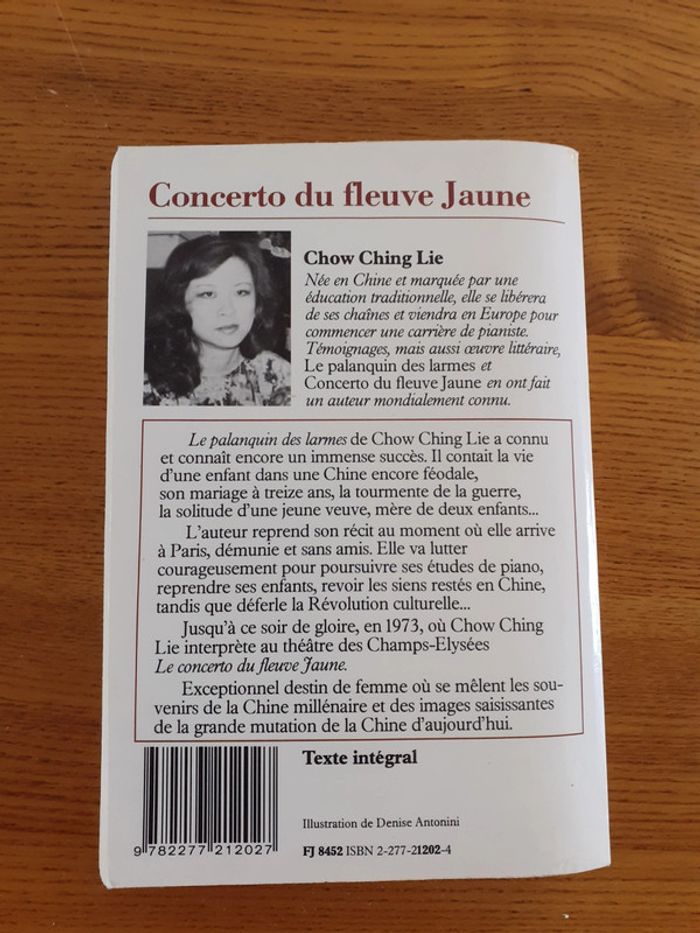 Concerto du fleuve Jaune
Chow Ching Lie
Née en Chine et marquée par une
éducation traditionnelle, elle se libérera
de ses chaînes et viendra en Europe pour
commencer une carrière de pianiste.
Témoignages, mais aussi œuvre littéraire,
Le palanquin des larmes et
Concerto du fleuve Jaune en ont fait
un auteur mondialement connu.
Le palanquin des larmes de Chow Ching Lie a connu
et connaît encore un immense succès. Il contait la vie
d'une enfant dans une Chine encore féodale,
son mariage à treize ans, la tourmente de la guerre,
la solitude d'une jeune veuve, mère de deux enfants...
L'auteur reprend son récit au moment où elle arrive
à Paris, démunie et sans amis. Elle va lutter
courageusement pour poursuivre ses études de piano,
reprendre ses enfants, revoir les siens restés en Chine,
tandis que déferle la Révolution culturelle...
Jusqu'à ce soir de gloire, en 1973, où Chow Ching
Lie interprète au théâtre des Champs-Elysées
Le concerto du fleuve Jaune.
Exceptionnel destin de femme où se mêlent les sou-
venirs de la Chine millénaire et des images saisissantes
de la grande mutation de la Chine d'aujourd'hui.
Texte intégral
Illustration de Denise Antonini
9 782277 212027
FJ 8452 ISBN 2-277-21202-4